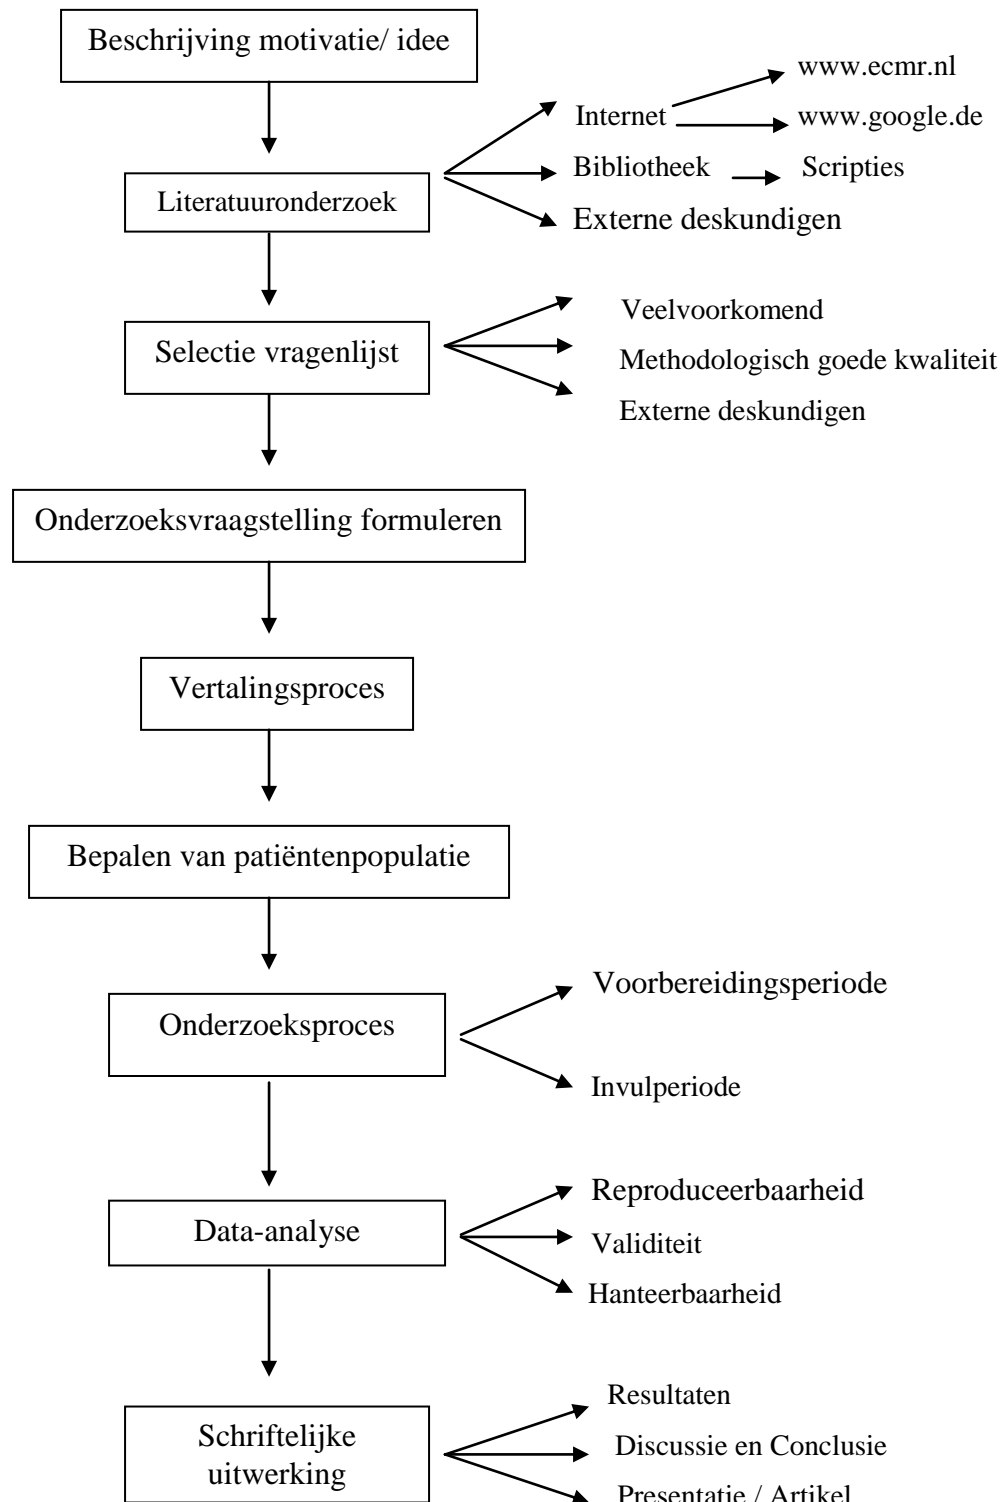 Beschrijving motivatie/ idee
www.ecmr.nl
Internet
www.google.de
Bibliotheek
Scripties
Literatuuronderzoek
Externe deskundigen
Veelvoorkomend
Selectie vragenlijst
Methodologisch goede kwaliteit
Externe deskundigen
Onderzoeksvraagstelling formuleren
Vertalingsproces
Bepalen van patiëntenpopulatie
Voorbereidingsperiode
Onderzoeksproces
Invulperiode
Reproduceerbaarheid
Data-analyse
Validiteit
Hanteerbaarheid
Resultaten
Schriftelijke
uitwerking
Discussie en Conclusie
Presentatie / Artikel